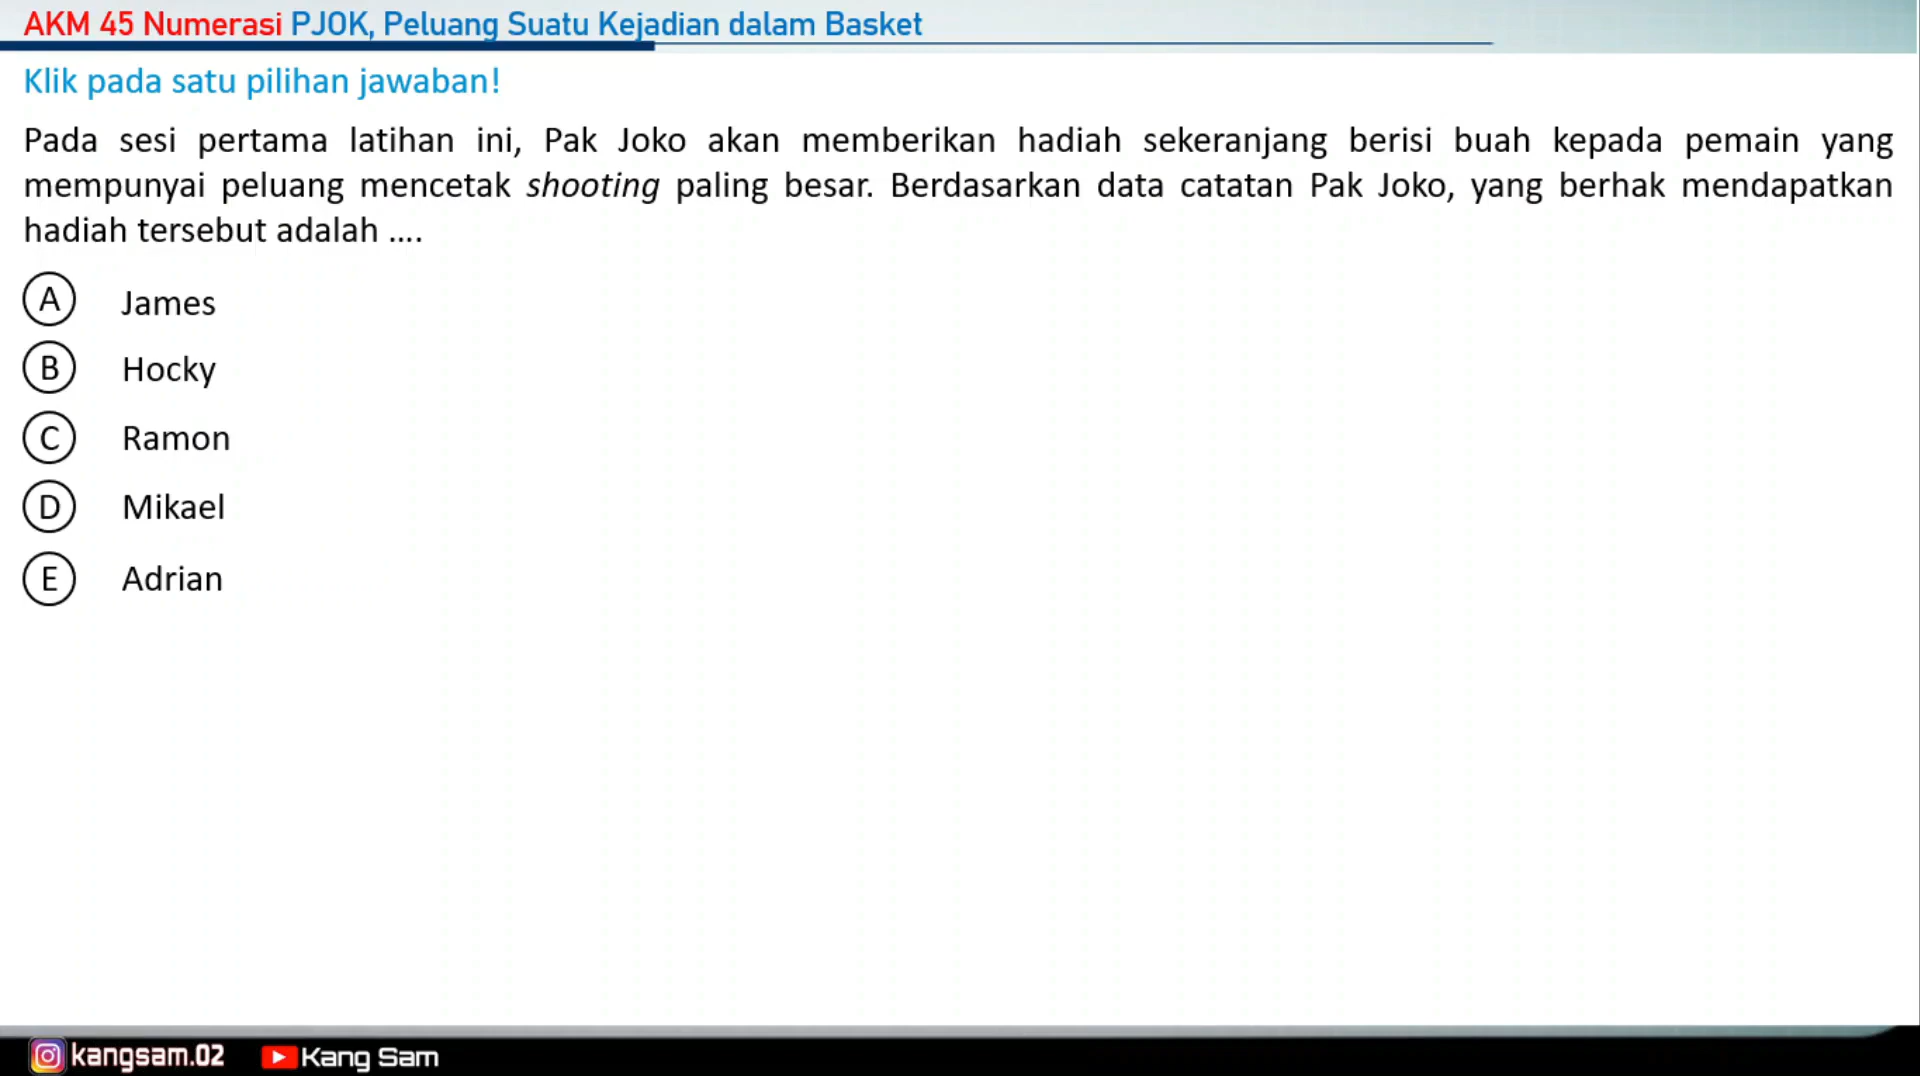 AKM 45 Numerasi PJOK, Peluang Suatu Kejadian dalam Basket
Klik pada satu pilihan jawaban!
Pada sesi pertama latihan ini, Pak Joko akan memberikan hadiah sekeranjang berisi buah kepada pemain yang
mempunyai peluang mencetak shooting paling besar. Berdasarkan data catatan Pak Joko, yang berhak mendapatkan
hadiah tersebut adalah ....
A James
B Hocky
C Ramon
D Mikael
E Adrian
kangsam.02 Kang Sam